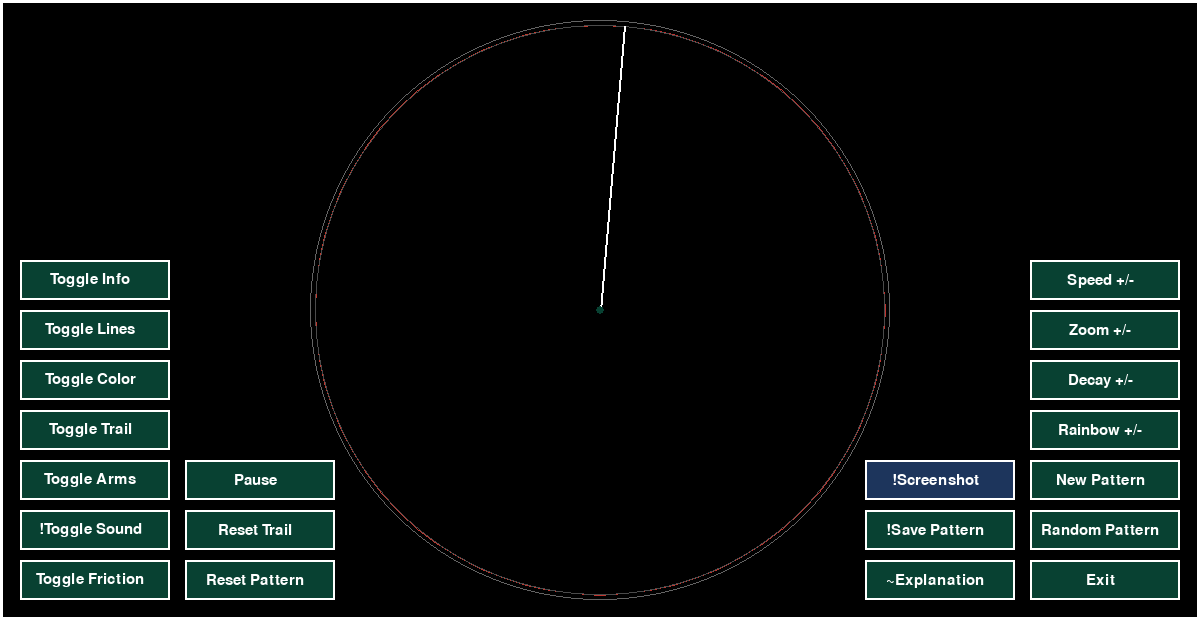 Toggle Info
Toggle Lines
Toggle Color
Toggle Trail
Toggle Arms
!Toggle Sound
Toggle Friction
Pause
Reset Trail
Reset Pattern
!Screenshot
!Save Pattern
~Explanation
Speed +/-
Zoom +/-
Decay +/-
Rainbow +/-
New Pattern
Random Pattern
Exit